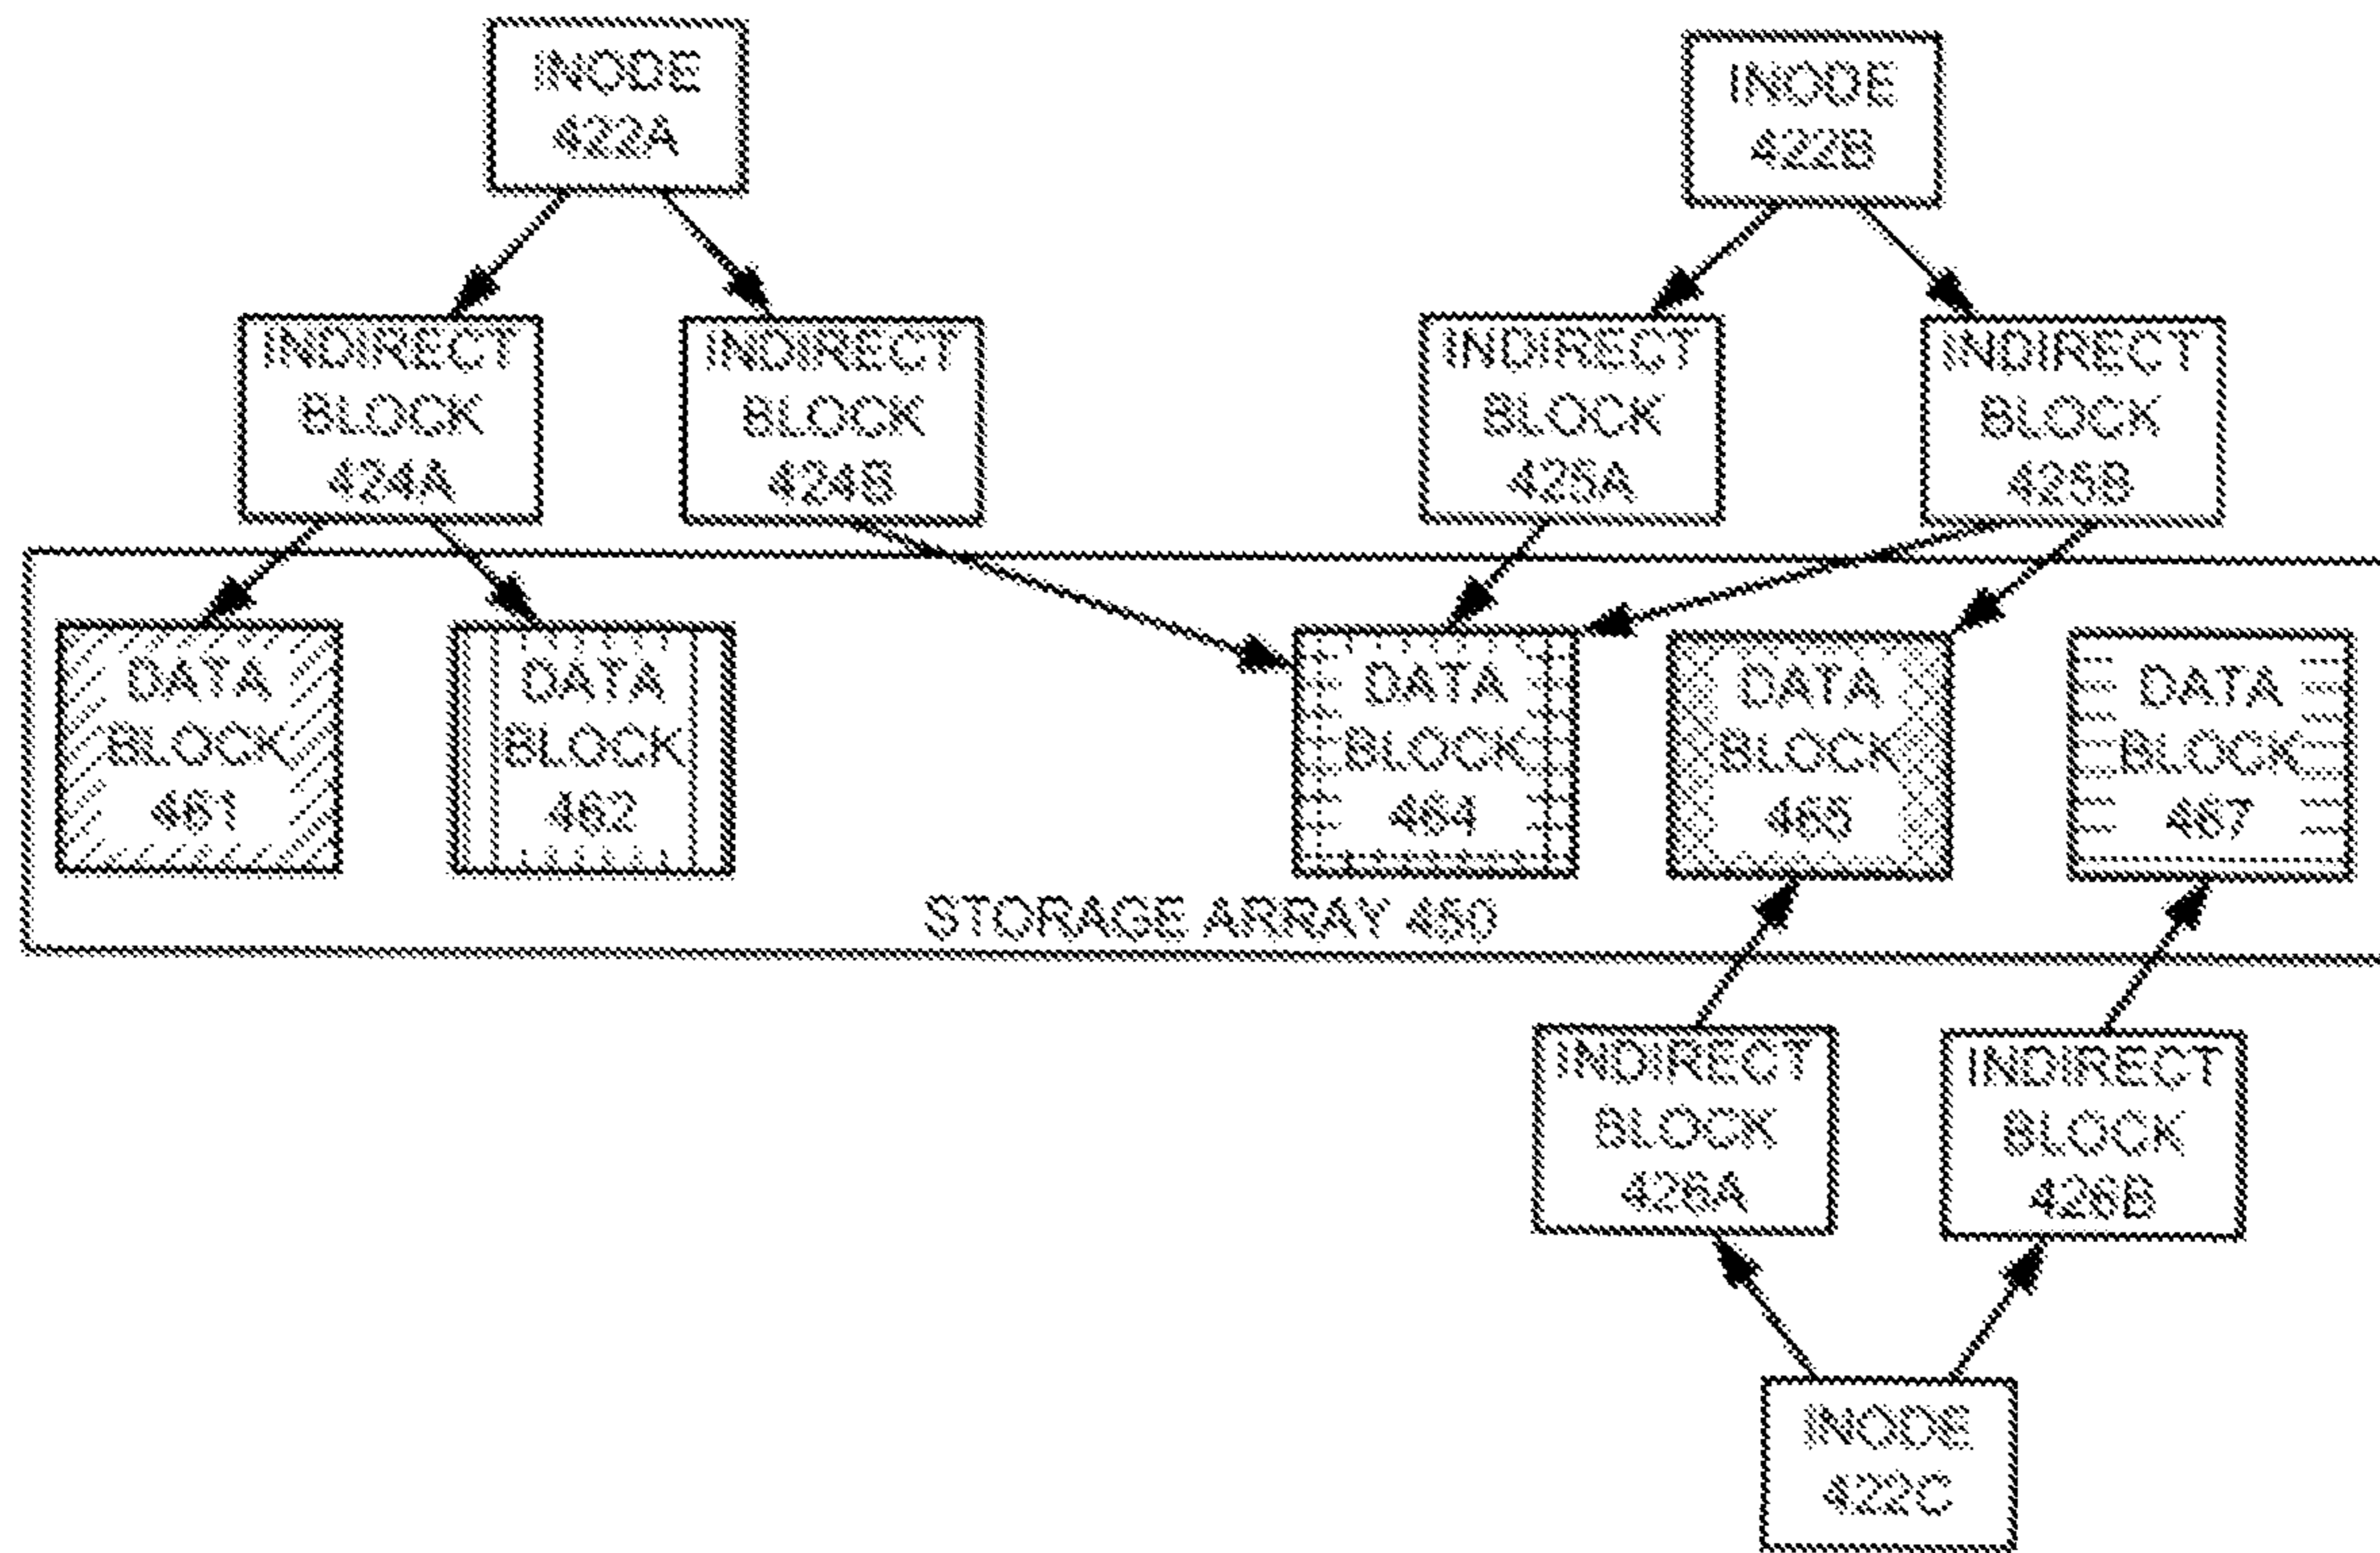 INODE
422A
INODE
422B
INDIRECT
BLOCK
424A
INDIRECT
BLOCK
424B
INDIRECT
BLOCK
425A
INDIRECT
BLOCK
425B
DATA
BLOCK
461
DATA
BLOCK
462
DATA
BLOCK
464
DATA
BLOCK
465
DATA
BLOCK
467
STORAGE ARRAY 450
INDIRECT
BLOCK
426A
INDIRECT
BLOCK
426B
INODE
422C